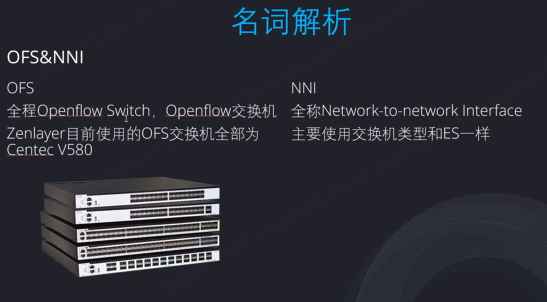 名词解析
OFS&NNI
OFS
全程Openflow Switch，Openflow交换机
Zenlayer目前使用的OFS交换机全部为
Centec V580
NNI
全称Network-to-network Interface
主要使用交换机类型和ES一样